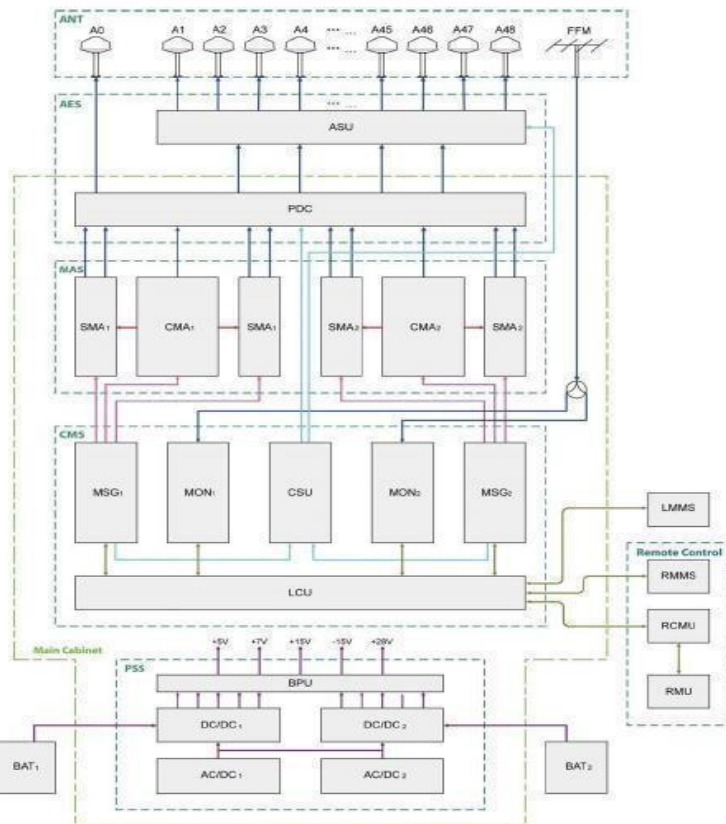 ANT
A0 A1 A2 A3 A4 ... ... A45 A46 A47 A48 FFM
... ...
AES
... ...
ASU
PDC
MAS
SMA₁ CMA₁ SMA₁ SMA₂ CMA₂ SMA₂
CMS
MSG₁ MON₁ CSU MON₂ MSG₂
LMMS
Remote Control
RMMS
LCU
RCMU
Main Cabinet
+5V +7V +15V -15V +28V
PSS
BPU
RMU
DC/DC₁ DC/DC₂
BAT₁ AC/DC₁ AC/DC₂ BAT₂